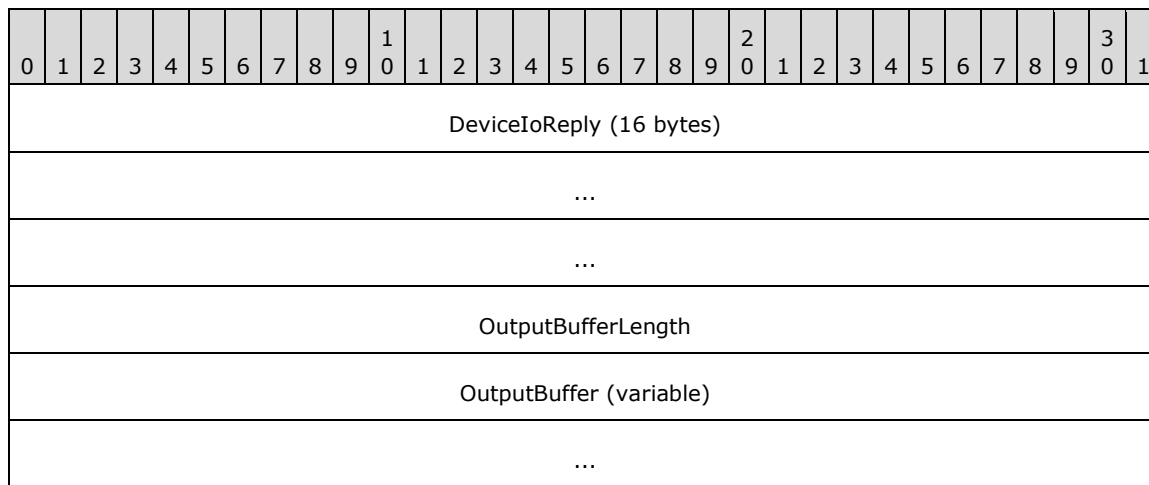 1 2 3
0 1 2 3 4 5 6 7 8 9 0 1 2 3 4 5 6 7 8 9 0 1 2 3 4 5 6 7 8 9 0 1
DeviceIoReply (16 bytes)
...
...
OutputBufferLength
OutputBuffer (variable)
...